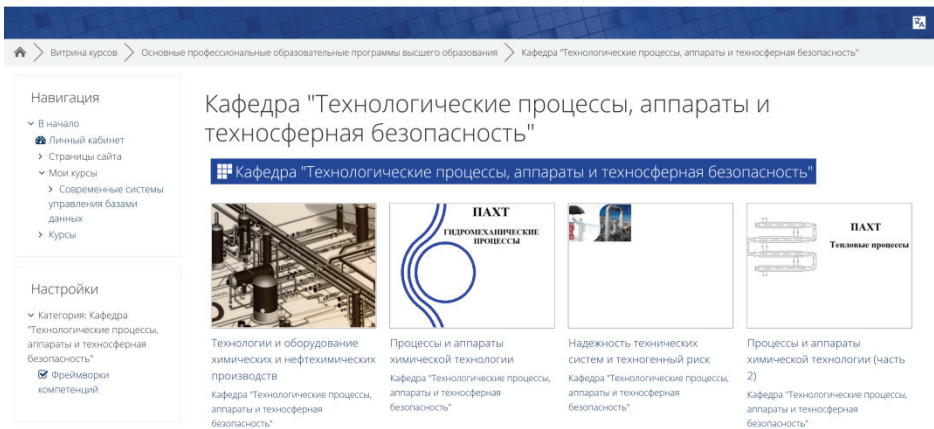 Витрина курсов
Основные профессиональные образовательные программы высшего образования
Кафедра "Технологические процессы, аппараты и техносферная безопасность"
Навигация
В начало
Личный кабинет
Страницы сайта
Мои курсы
Современные системы
управления базами
данных
Курсы
Настройки
Категория: Кафедра
"Технологические процессы,
аппараты и техносферная
безопасность"
Фреймворки
компетенций
Кафедра "Технологические процессы, аппараты и
техносферная безопасность"
Кафедра "Технологические процессы, аппараты и техносферная безопасность"
Технологии и оборудование
химических и нефтехимических
производств
Кафедра "Технологические процессы,
аппараты и техносферная
безопасность"
ПАХТ
ГИДРОМЕХАНИЧЕСКИЕ
ПРОЦЕССЫ
Процессы и аппараты
химической технологии
Кафедра "Технологические процессы,
аппараты и техносферная
безопасность"
Надежность технических
систем и техногенный риск
Кафедра "Технологические процессы,
аппараты и техносферная
безопасность"
ПАХТ
Тепловые процессы
Процессы и аппараты
химической технологии (часть
2)
Кафедра "Технологические процессы,
аппараты и техносферная
безопасность"